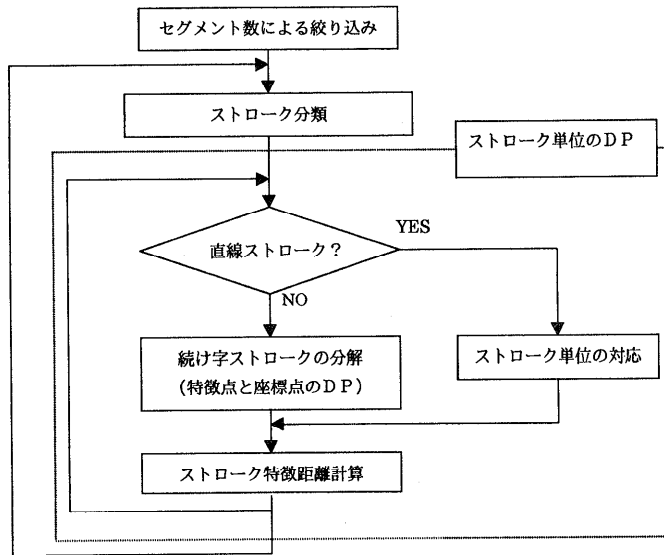 セグメント数による絞り込み
ストローク分類
ストローク単位のDP
直線ストローク？
YES
NO
続け字ストロークの分解
(特徴点と座標点のDP)
ストローク単位の対応
ストローク特徴距離計算